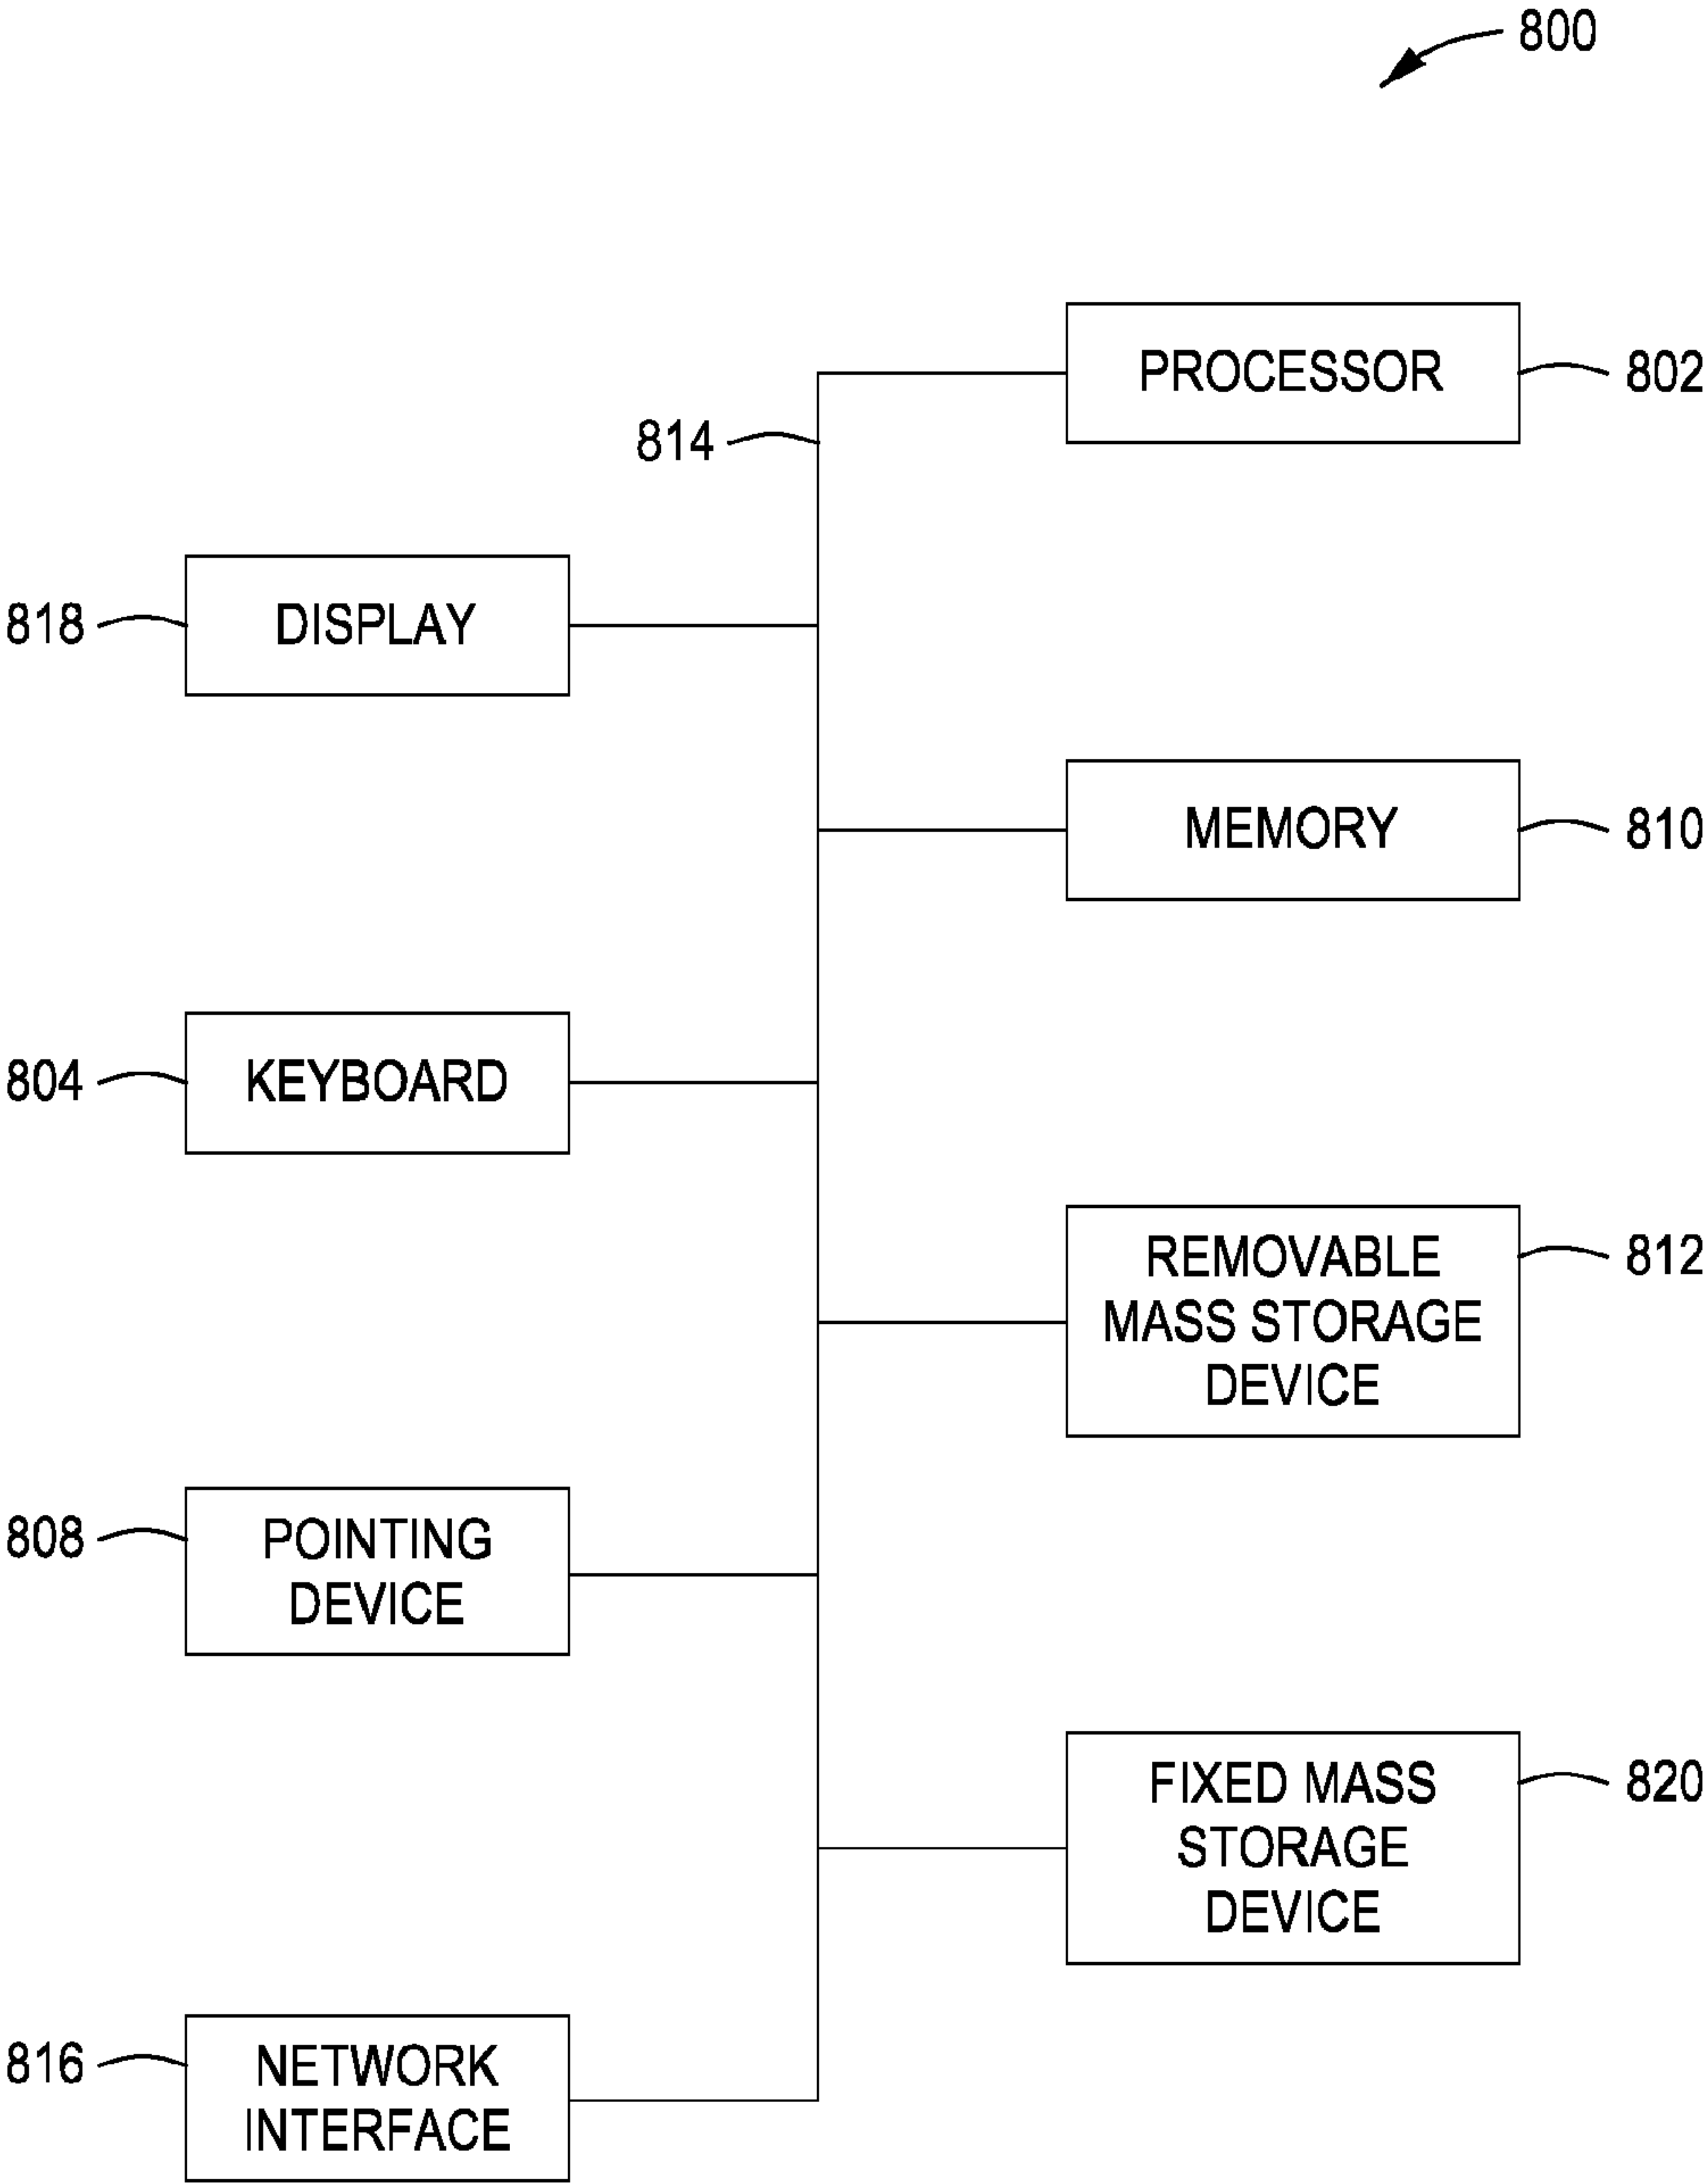 800
PROCESSOR
802
814
DISPLAY
818
MEMORY
810
KEYBOARD
804
REMOVABLE
MASS STORAGE
DEVICE
812
POINTING
DEVICE
808
FIXED MASS
STORAGE
DEVICE
820
NETWORK
INTERFACE
816